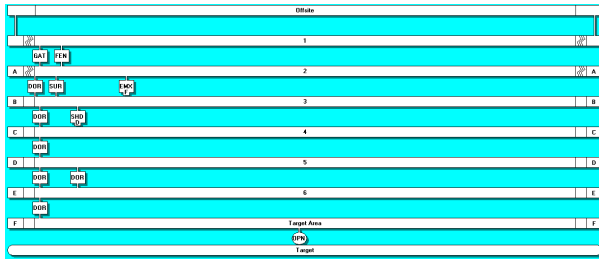 Offsite
1
GAT FEN
A 2 A
DOR SUR EMX
F
B 3 B
DOR SHD
D
C 4 C
DOR
D 5 D
DOR DOR
E 6 E
DOR
F Target Area F
OPN
Target